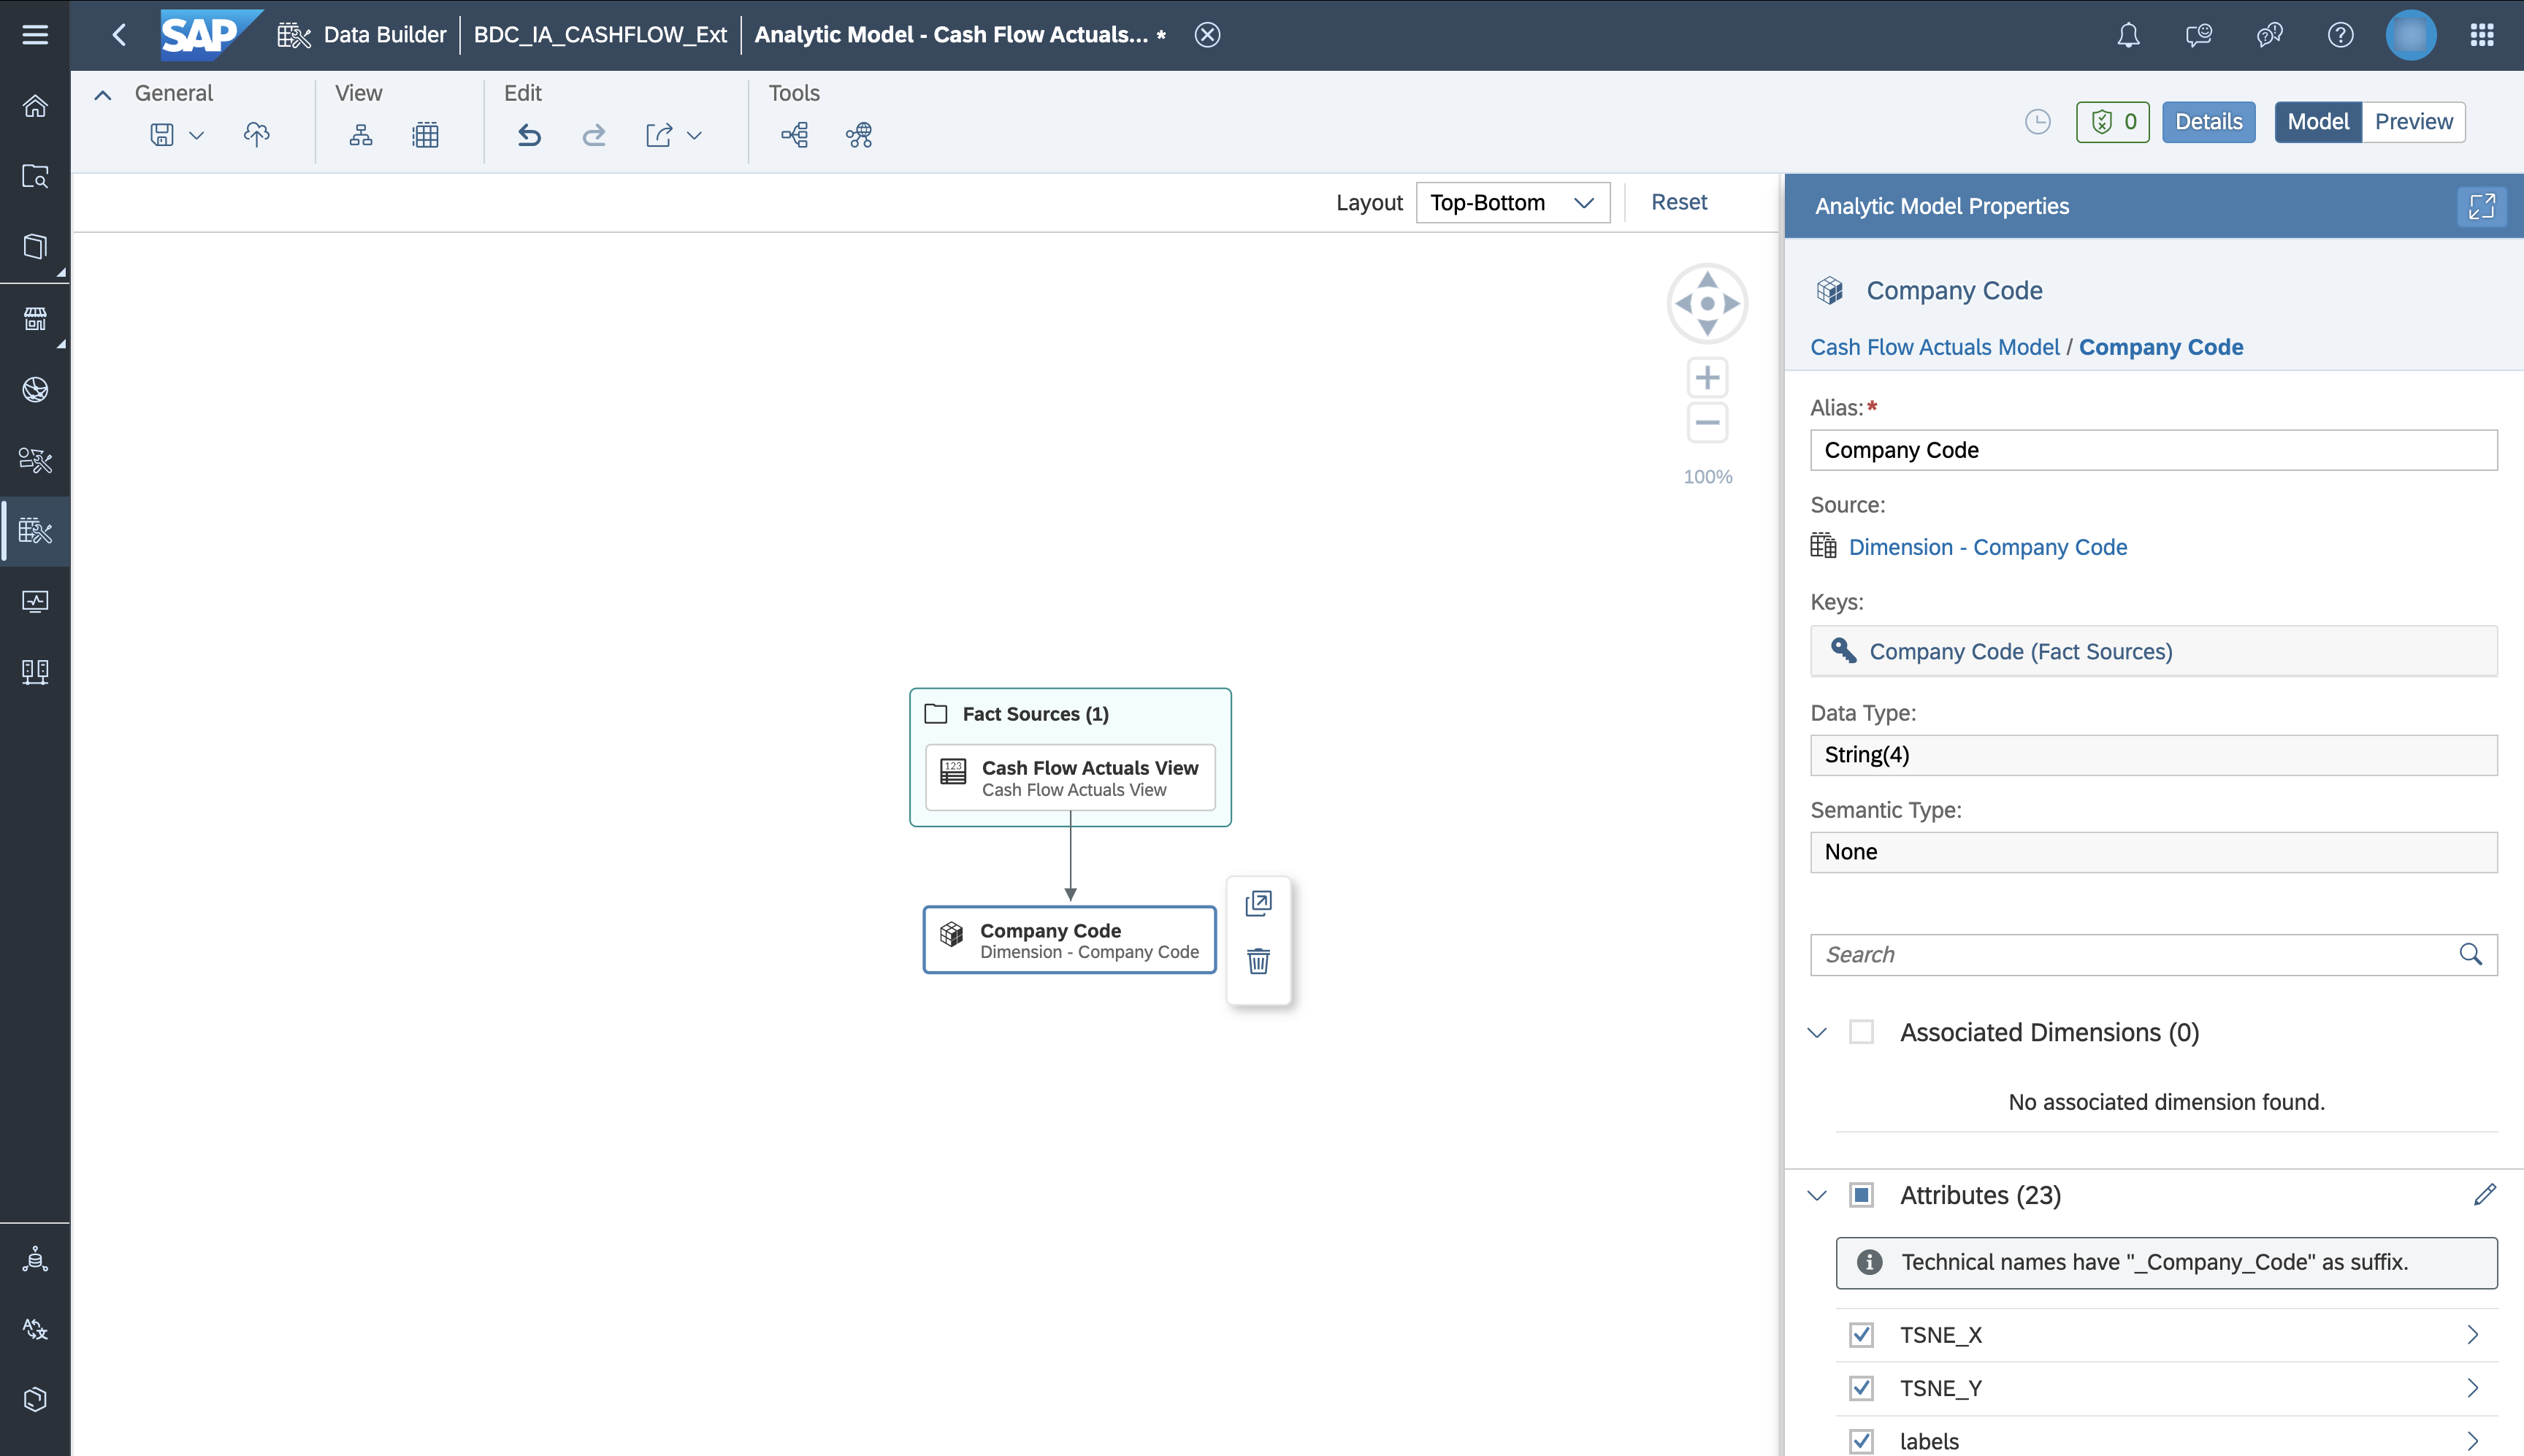 SAP Data Builder BDC_IA_CASHFLOW_Ext Analytic Model - Cash Flow Actuals... *
General View Edit Tools
0 Details Model Preview
Layout Top-Bottom Reset
100%
Fact Sources (1)
123
Cash Flow Actuals View
Cash Flow Actuals View
Company Code
Dimension - Company Code
Analytic Model Properties
Company Code
Cash Flow Actuals Model / Company Code
Alias:*
Company Code
Source:
Dimension - Company Code
Keys:
Company Code (Fact Sources)
Data Type:
String(4)
Semantic Type:
None
Search
Associated Dimensions (0)
No associated dimension found.
Attributes (23)
Technical names have "_Company_Code" as suffix.
TSNE_X
TSNE_Y
labels